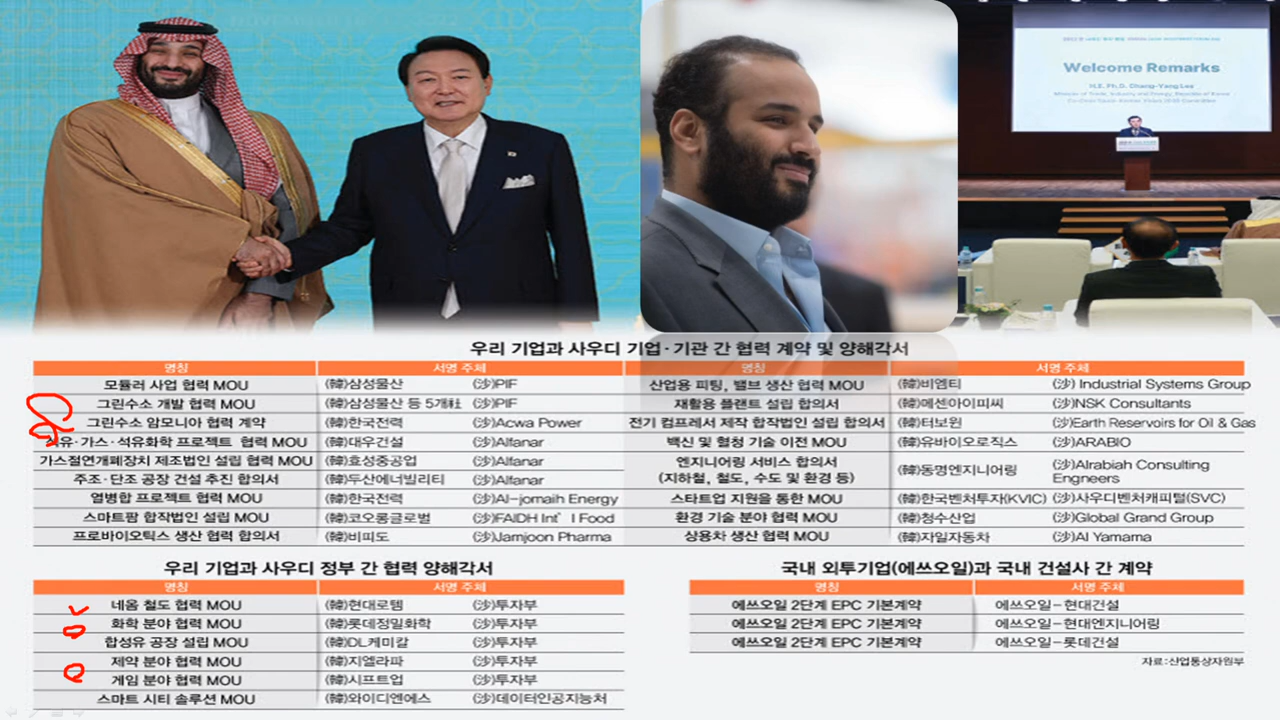 Welcome Remarks
H.E. Ph.D. Chang-Yang Lee
Minister of Trade, Industry and Energy, Republic of Korea
우리 기업과 사우디 기업·기관 간 협력 계약 및 양해각서
명칭 서명 주체 명칭 서명 주체
모듈러 사업 협력 MOU (韓)삼성물산 (沙)PIF 산업용 피팅, 밸브 생산 협력 MOU (韓)비엠티 (沙) Industrial Systems Group
그린수소 개발 협력 MOU (韓)삼성물산 등 5개社 (沙)PIF 재활용 플랜트 설립 합의서 (韓)메센아이피씨 (沙)NSK Consultants
그린수소 암모니아 협력 계약 (韓)한국전력 (沙)Acwa Power 전기 컴프레서 제작 합작법인 설립 합의서 (韓)터보윈 (沙)Earth Reservoirs for Oil & Gas
석유·가스·석유화학 프로젝트 협력 MOU (韓)대우건설 (沙)Alfanar 백신 및 혈청 기술 이전 MOU (韓)유바이오로직스 (沙)ARABIO
가스절연개폐장치 제조법인 설립 협력 MOU (韓)효성중공업 (沙)Alfanar 엔지니어링 서비스 합의서 (韓)동명엔지니어링 (沙)Alrabiah Consulting
주조·단조 공장 건설 추진 합의서 (韓)두산에너빌리티 (沙)Alfanar (지하철, 철도, 수도 및 환경 등) Engneers
열병합 프로젝트 협력 MOU (韓)한국전력 (沙)Al-jomaih Energy 스타트업 지원을 통한 MOU (韓)한국벤처투자(KVIC) (沙)사우디벤처캐피털(SVC)
스마트팜 합작법인 설립 MOU (韓)코오롱글로벌 (沙)FAIDH Int'l Food 환경 기술 분야 협력 MOU (韓)청수산업 (沙)Global Grand Group
프로바이오틱스 생산 협력 합의서 (韓)비피도 (沙)Jamjoon Pharma 상용차 생산 협력 MOU (韓)자일자동차 (沙)Al Yamama
우리 기업과 사우디 정부 간 협력 양해각서 국내 외투기업(에쓰오일)과 국내 건설사 간 계약
명칭 서명 주체 명칭 서명 주체
네옴 철도 협력 MOU (韓)현대로템 (沙)투자부 에쓰오일 2단계 EPC 기본계약 에쓰오일-현대건설
화학 분야 협력 MOU (韓)롯데정밀화학 (沙)투자부 에쓰오일 2단계 EPC 기본계약 에쓰오일-현대엔지니어링
합성유 공장 설립 MOU (韓)DL케미칼 (沙)투자부 에쓰오일 2단계 EPC 기본계약 에쓰오일-롯데건설
제약 분야 협력 MOU (韓)지엘라파 (沙)투자부 자료:산업통상자원부
게임 분야 협력 MOU (韓)시프트업 (沙)투자부
스마트 시티 솔루션 MOU (韓)와이디엔에스 (沙)데이터인공지능처